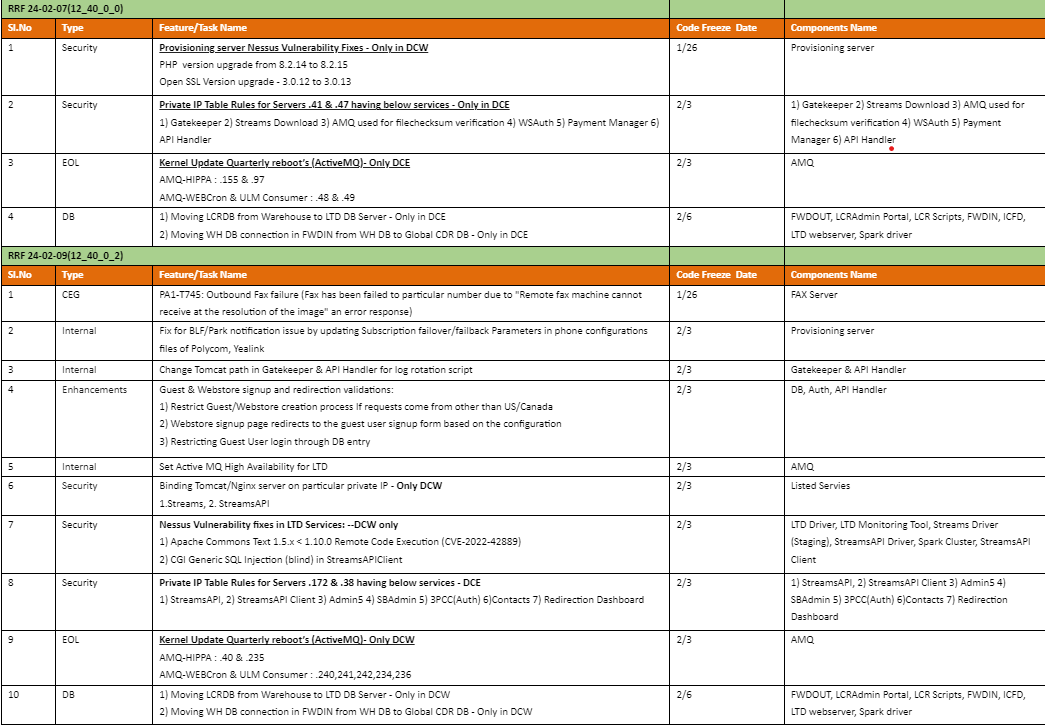 RRF 24-02-07(12_40_0_0)
Sl.No Type Feature/Task Name Code Freeze Date Components Name
1 Security Provisioning server Nessus Vulnerability Fixes - Only in DCW 1/26 Provisioning server
PHP version upgrade from 8.2.14 to 8.2.15
Open SSL Version upgrade - 3.0.12 to 3.0.13
2 Security Private IP Table Rules for Servers .41 & .47 having below services - Only in DCE 2/3 1) Gatekeeper 2) Streams Download 3) AMQ used for
1) Gatekeeper 2) Streams Download 3) AMQ used for filechecksum verification 4) WSAuth 5) Payment Manager 6) filechecksum verification 4) WSAuth 5) Payment
API Handler Manager 6) API Handler
3 EOL Kernel Update Quarterly reboot's (ActiveMQ)- Only DCE 2/3 AMQ
AMQ-HIPPA : .155 & .97
AMQ-WEBCron & ULM Consumer : .48 & .49
4 DB 1) Moving LCRDB from Warehouse to LTD DB Server - Only in DCE 2/6 FWDOUT, LCRAdmin Portal, LCR Scripts, FWDIN, ICFD,
2) Moving WH DB connection in FWDIN from WH DB to Global CDR DB - Only in DCE LTD webserver, Spark driver
RRF 24-02-09(12_40_0_2)
Sl.No Type Feature/Task Name Code Freeze Date Components Name
1 CEG PA1-T745: Outbound Fax failure (Fax has been failed to particular number due to "Remote fax machine cannot 1/26 FAX Server
receive at the resolution of the image" an error response)
2 Internal Fix for BLF/Park notification issue by updating Subscription failover/failback Parameters in phone configurations 2/3 Provisioning server
files of Polycom, Yealink
3 Internal Change Tomcat path in Gatekeeper & API Handler for log rotation script 2/3 Gatekeeper & API Handler
4 Enhancements Guest & Webstore signup and redirection validations: 2/3 DB, Auth, API Handler
1) Restrict Guest/Webstore creation process If requests come from other than US/Canada
2) Webstore signup page redirects to the guest user signup form based on the configuration
3) Restricting Guest User login through DB entry
5 Internal Set Active MQ High Availability for LTD 2/3 AMQ
6 Security Binding Tomcat/Nginx server on particular private IP - Only DCW 2/3 Listed Servies
1.Streams, 2. StreamsAPI
7 Security Nessus Vulnerability fixes in LTD Services: --DCW only 2/3 LTD Driver, LTD Monitoring Tool, Streams Driver
1) Apache Commons Text 1.5.x < 1.10.0 Remote Code Execution (CVE-2022-42889) (Staging), StreamsAPI Driver, Spark Cluster, StreamsAPI
2) CGI Generic SQL Injection (blind) in StreamsAPIClient Client
8 Security Private IP Table Rules for Servers .172 & .38 having below services - DCE 2/3 1) StreamsAPI, 2) StreamsAPI Client 3) Admin5 4)
1) StreamsAPI, 2) StreamsAPI Client 3) Admin5 4) SBAdmin 5) 3PCC(Auth) 6)Contacts 7) Redirection Dashboard SBAdmin 5) 3PCC(Auth) 6)Contacts 7) Redirection
Dashboard
9 EOL Kernel Update Quarterly reboot's (ActiveMQ)- Only DCW 2/3 AMQ
AMQ-HIPPA : .40 & .235
AMQ-WEBCron & ULM Consumer : .240,241,242,234,236
10 DB 1) Moving LCRDB from Warehouse to LTD DB Server - Only in DCW 2/6 FWDOUT, LCRAdmin Portal, LCR Scripts, FWDIN, ICFD,
2) Moving WH DB connection in FWDIN from WH DB to Global CDR DB - Only in DCW LTD webserver, Spark driver